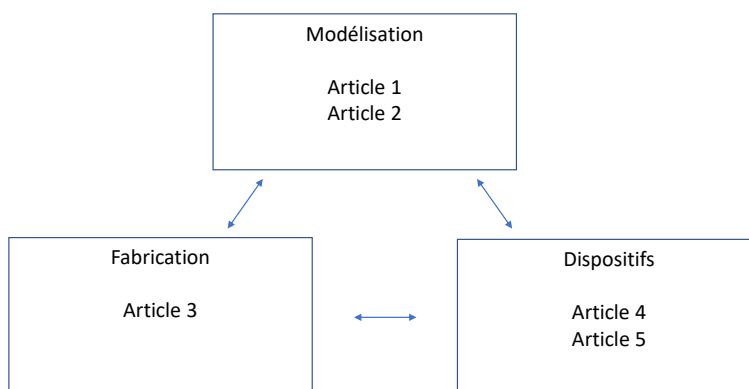 Modélisation
Article 1
Article 2
Fabrication
Article 3
Dispositifs
Article 4
Article 5